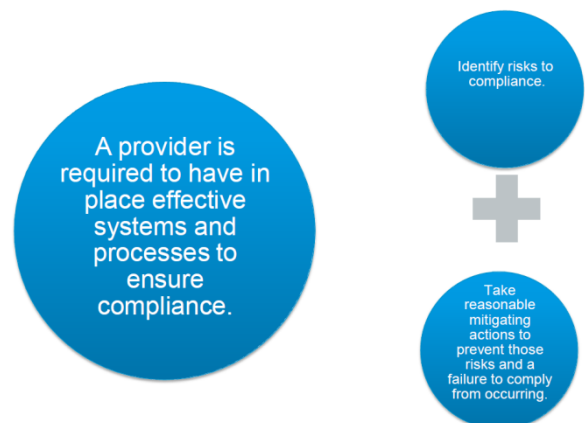 A provider is
required to have in
place effective
systems and
processes to
ensure
compliance.
Identify risks to
compliance.
Take
reasonable
mitigating
actions to
prevent those
risks and a
failure to comply
from occurring.